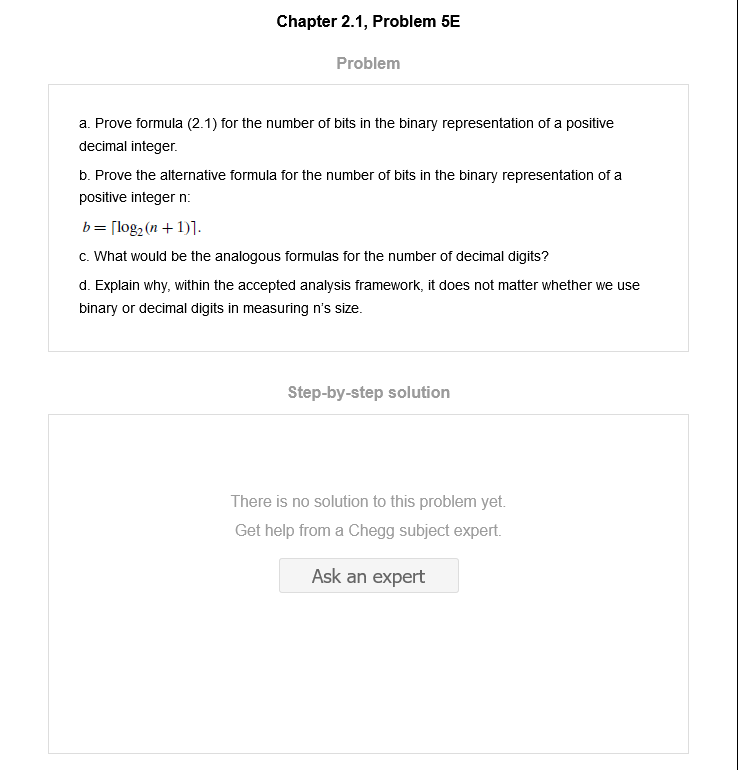 Chapter 2.1, Problem 5E
Problem
a. Prove formula (2.1) for the number of bits in the binary representation of a positive
decimal integer.
b. Prove the alternative formula for the number of bits in the binary representation of a
positive integer n:
b = ⌈log₂(n + 1)⌉.
c. What would be the analogous formulas for the number of decimal digits?
d. Explain why, within the accepted analysis framework, it does not matter whether we use
binary or decimal digits in measuring n's size.
Step-by-step solution
There is no solution to this problem yet.
Get help from a Chegg subject expert.
Ask an expert